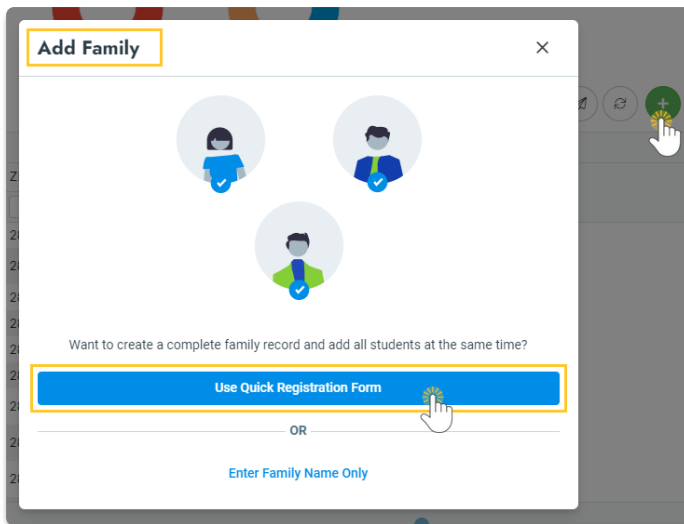 Add Family
Want to create a complete family record and add all students at the same time?
Use Quick Registration Form
OR
Enter Family Name Only